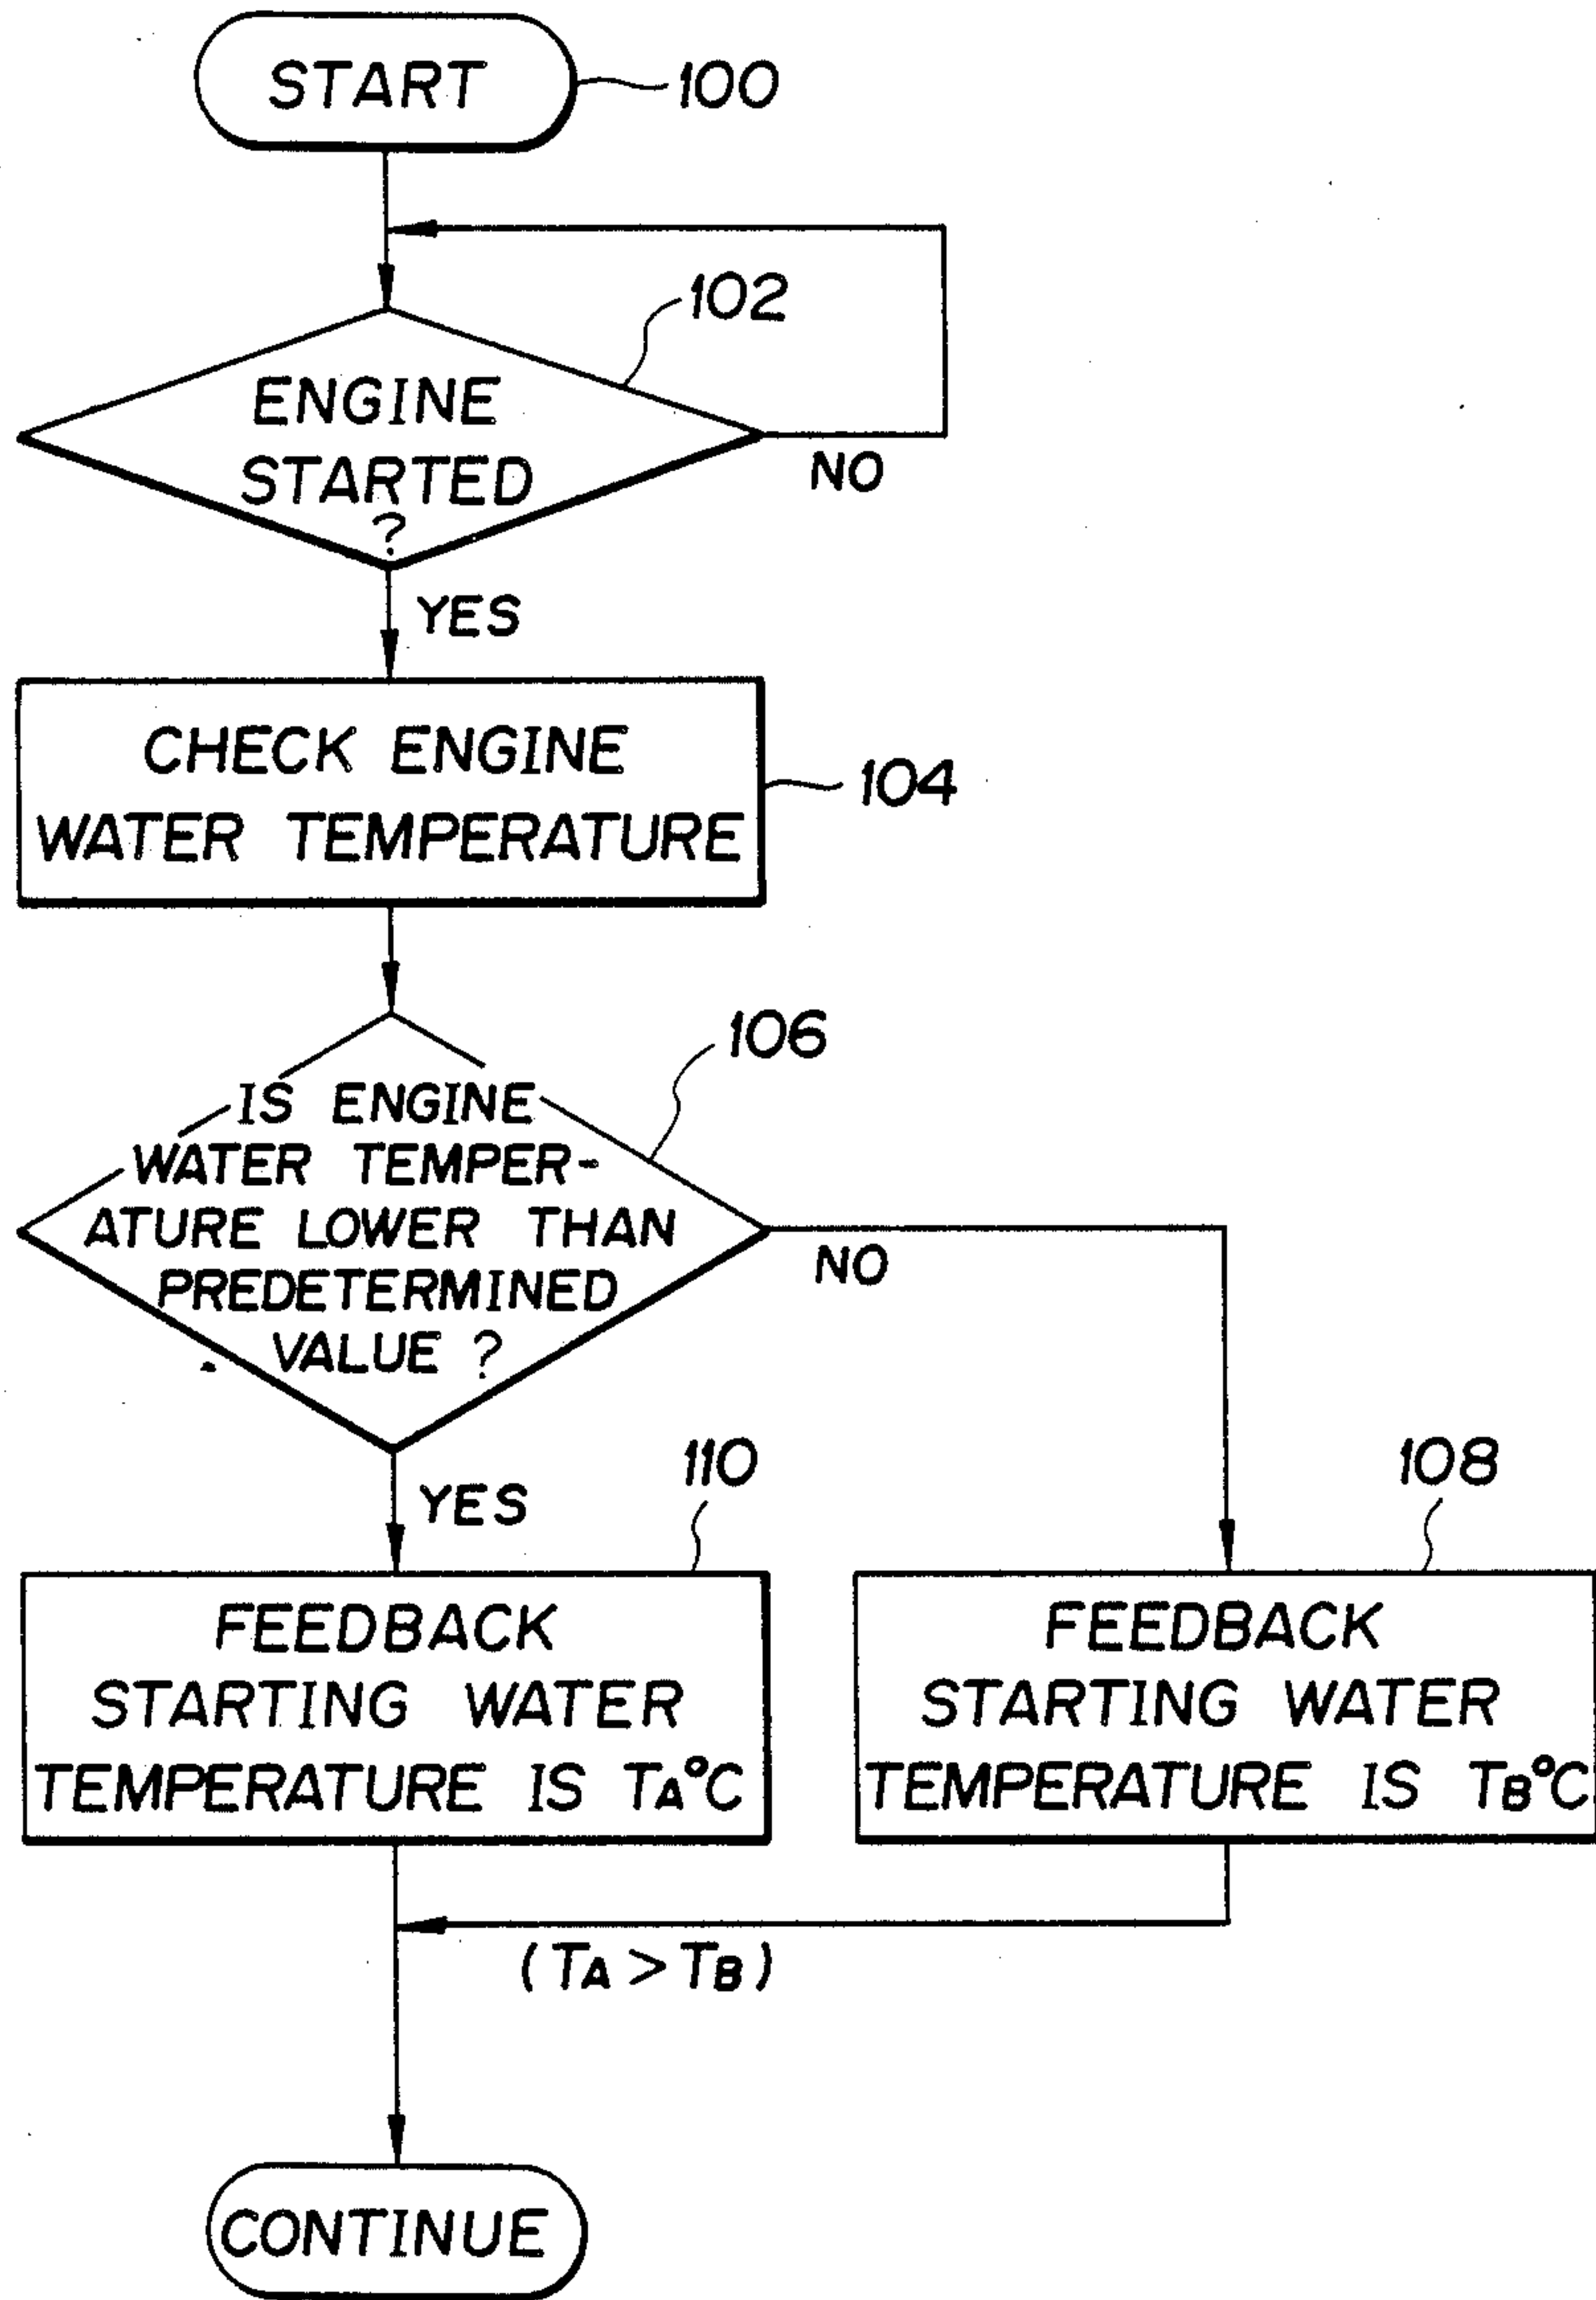 START
100
102
ENGINE
STARTED
?
NO
YES
CHECK ENGINE
WATER TEMPERATURE
104
106
IS ENGINE
WATER TEMPER-
ATURE LOWER THAN
PREDETERMINED
VALUE ?
NO
YES
110
108
FEEDBACK
STARTING WATER
TEMPERATURE IS TA°C
FEEDBACK
STARTING WATER
TEMPERATURE IS TB°C
(TA > TB)
CONTINUE